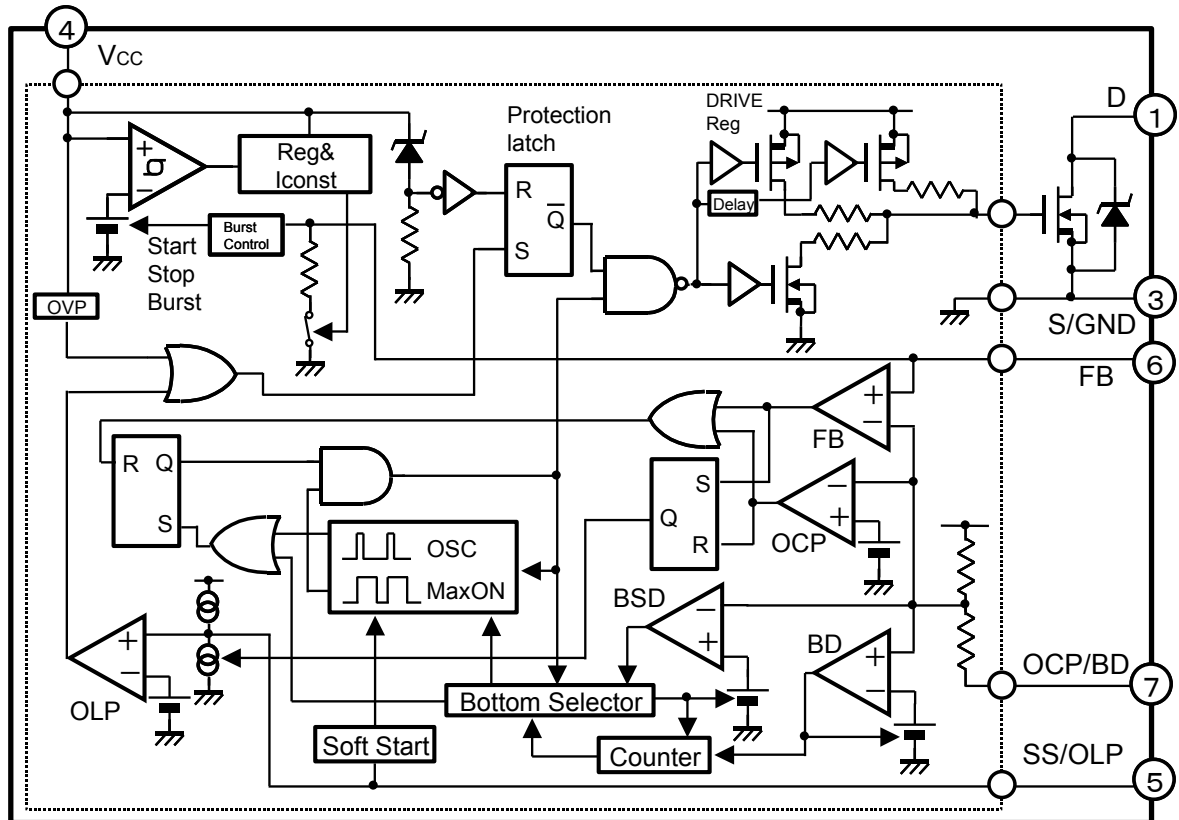 4
VCC
D
1
DRIVE
Reg
Protection
latch
+
−
Reg&
Iconst
R
Q
S
Delay
Burst
Control
Start
Stop
Burst
OVP
3
S/GND
6
FB
+
−
FB
R
Q
S
S
Q
R
−
+
OCP
OSC
MaxON
BSD
−
+
BD
+
−
+
−
OLP
OCP/BD
7
Bottom Selector
Soft Start
Counter
SS/OLP
5